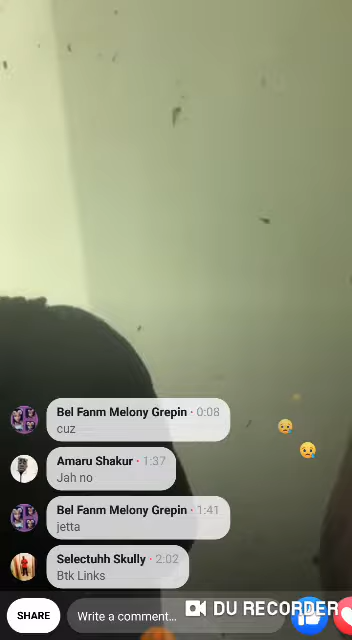 Bel Fanm Melony Grepin · 0:08
cuz
Amaru Shakur · 1:37
Jah no
Bel Fanm Melony Grepin · 1:41
jetta
Selectuhh Skully · 2:02
Btk Links
SHARE
Write a comment...
DU RECORDER